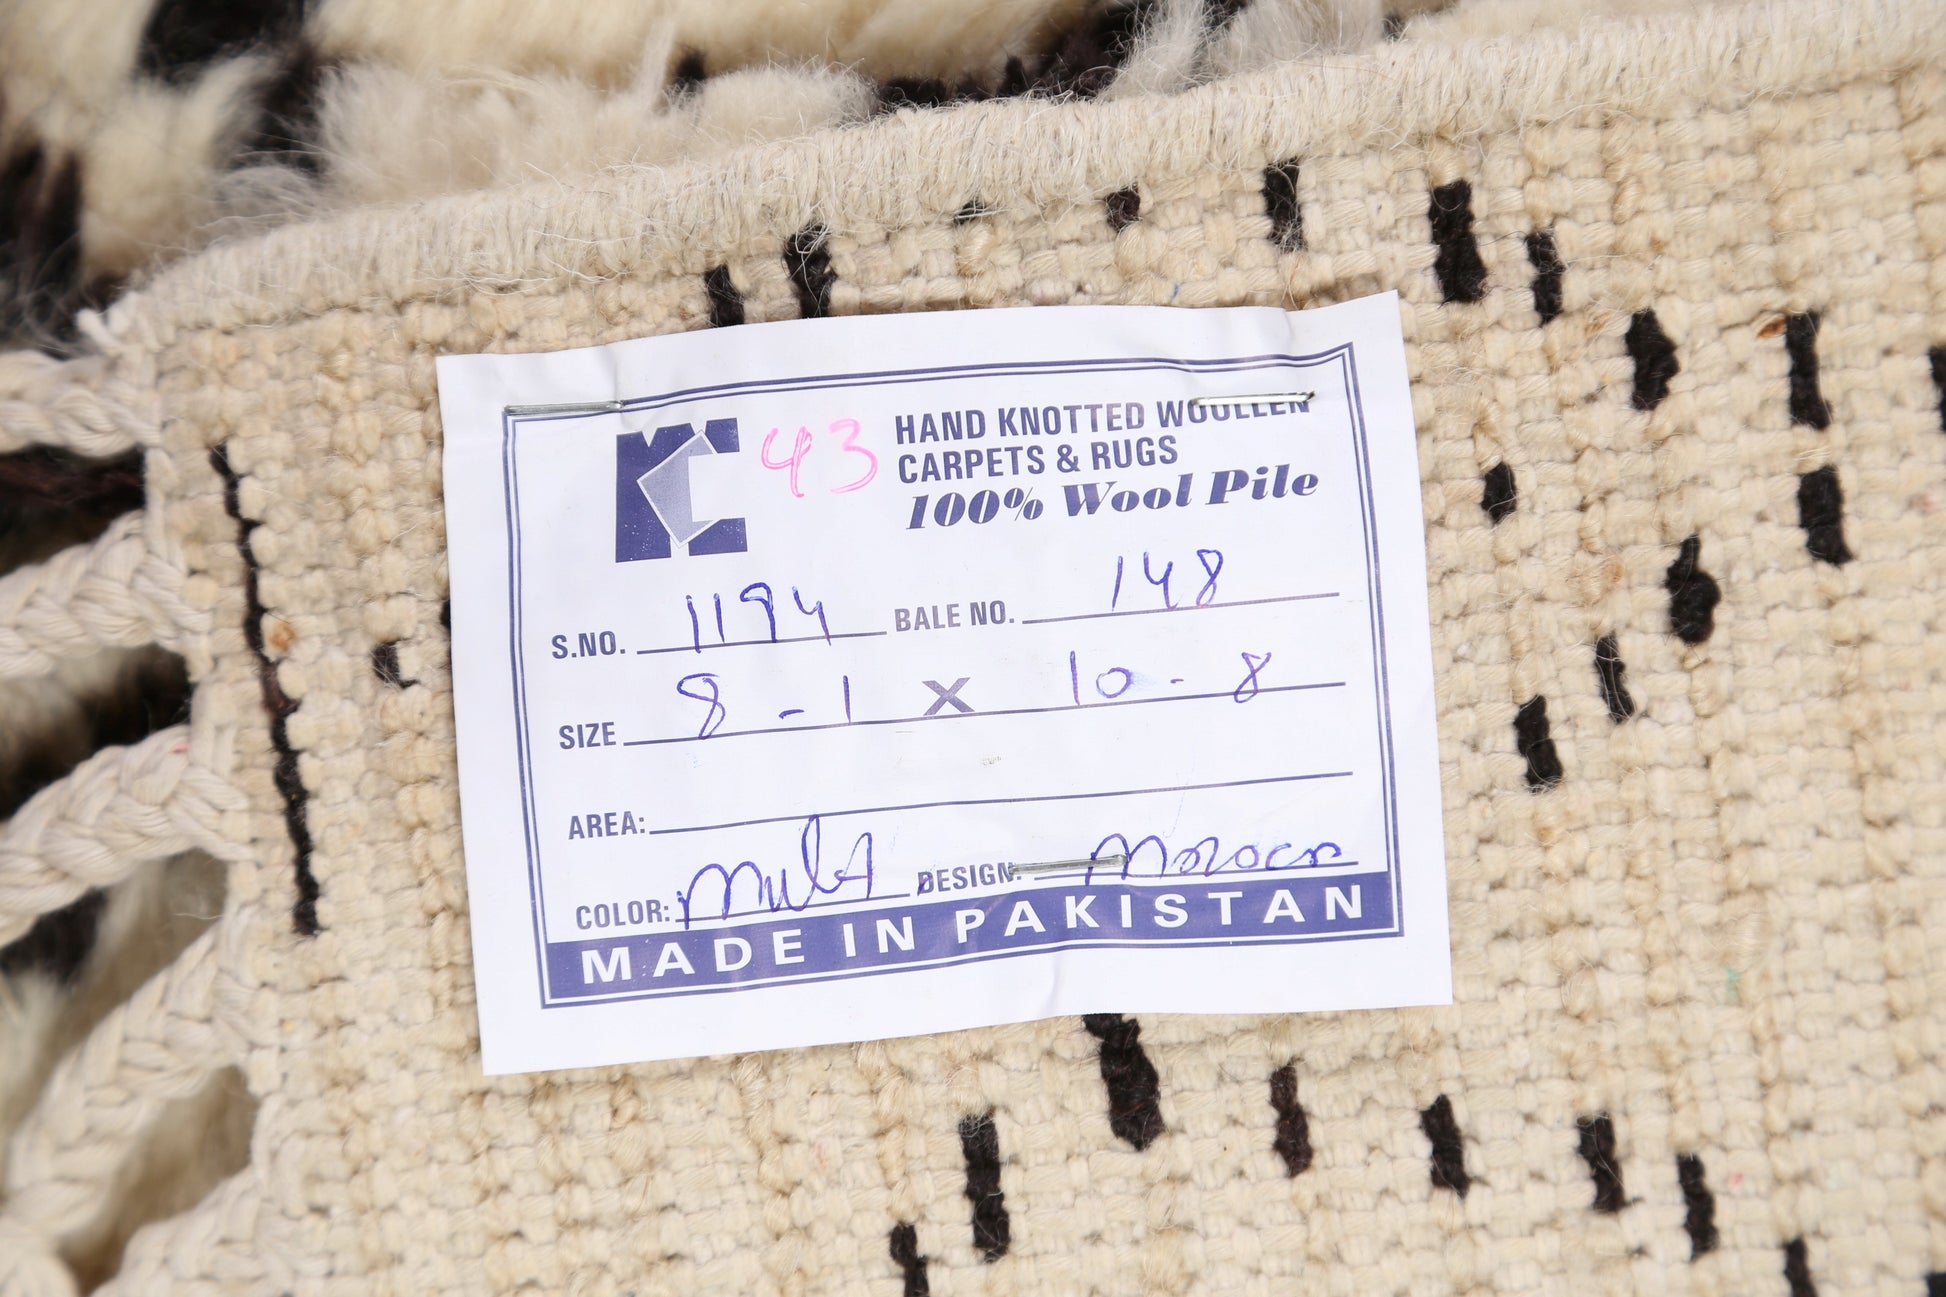 43 HAND KNOTTED WOOLLEN
CARPETS & RUGS
100% Wool Pile
S.NO. 1194 BALE NO. 148
SIZE 8 - 1 X 10 - 8
AREA:
COLOR: Mult DESIGN: Moroco
MADE IN PAKISTAN